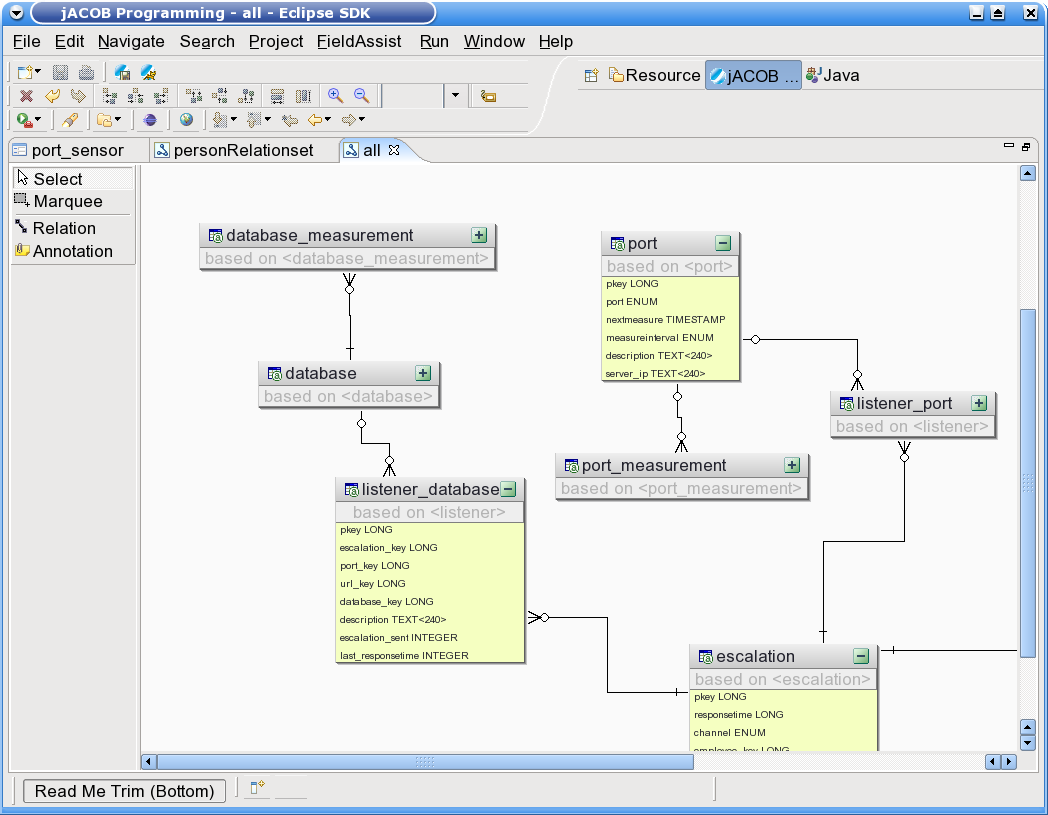 jACOB Programming - all - Eclipse SDK
File Edit Navigate Search Project FieldAssist Run Window Help
Resource jACOB ... Java
port_sensor personRelationset all
Select
Marquee
Relation
Annotation
database_measurement
based on <database_measurement>
database
based on <database>
listener_database
based on <listener>
pkey LONG
escalation_key LONG
port_key LONG
url_key LONG
database_key LONG
description TEXT<240>
escalation_sent INTEGER
last_responsetime INTEGER
port
based on <port>
pkey LONG
port ENUM
nextmeasure TIMESTAMP
measureinterval ENUM
description TEXT<240>
server_ip TEXT<240>
port_measurement
based on <port_measurement>
listener_port
based on <listener>
escalation
based on <escalation>
pkey LONG
responsetime LONG
channel ENUM
employee_key LONG
Read Me Trim (Bottom)